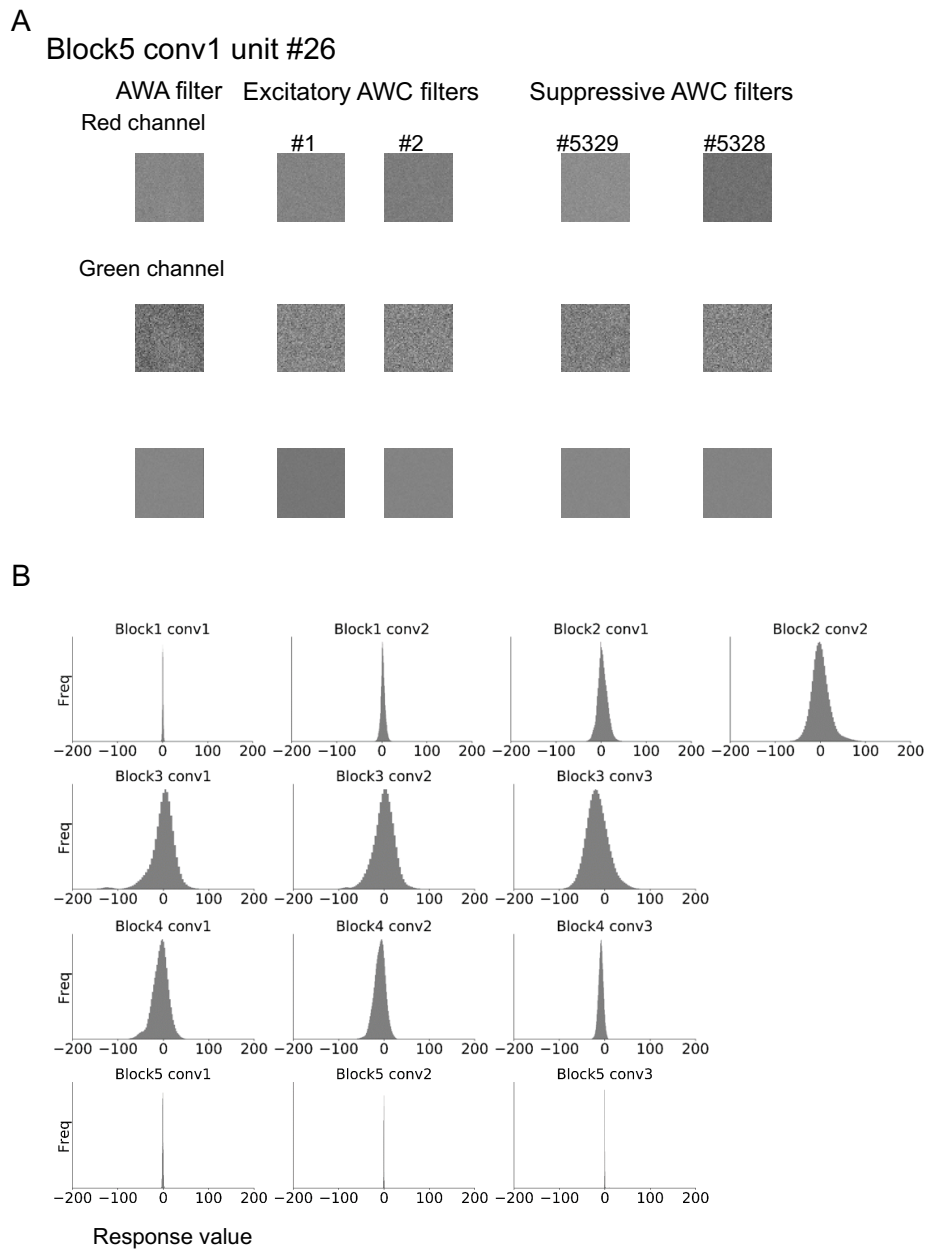 A
Block5 conv1 unit #26
AWA filter Excitatory AWC filters Suppressive AWC filters
Red channel
#1 #2 #5329 #5328
Green channel
B
Block1 conv1 Block1 conv2 Block2 conv1 Block2 conv2
Freq
−200 −100 0 100 200 −200 −100 0 100 200 −200 −100 0 100 200 −200 −100 0 100 200
Block3 conv1 Block3 conv2 Block3 conv3
Freq
−200 −100 0 100 200 −200 −100 0 100 200 −200 −100 0 100 200
Block4 conv1 Block4 conv2 Block4 conv3
Freq
−200 −100 0 100 200 −200 −100 0 100 200 −200 −100 0 100 200
Block5 conv1 Block5 conv2 Block5 conv3
Freq
−200 −100 0 100 200 −200 −100 0 100 200 −200 −100 0 100 200
Response value